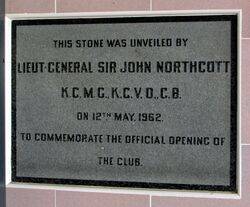 THIS STONE WAS UNVEILED BY
LIEUT-GENERAL SIR JOHN NORTHCOTT
K.C.M.G., K.C.V.O., C.B.
ON 12TH MAY. 1962.
TO COMMEMORATE THE OFFICIAL OPENING OF
THE CLUB.